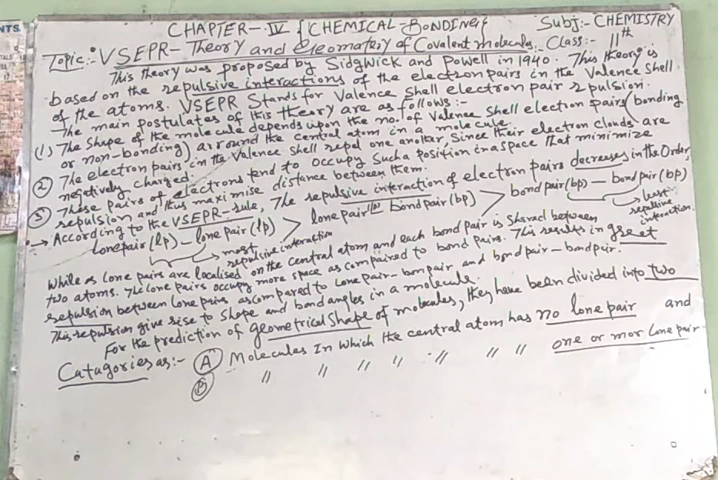 CHAPTER-IV {CHEMICAL-BONDING} Subj:- CHEMISTRY
Topic:- VSEPR-Theory and Geomatery of Covalent molecules. Class:- 11th
This theory was proposed by Sidgwick and Powell in 1940. This theory is
based on the repulsive interactions of the electron pairs in the Valence Shell
of the atoms. VSEPR Stands for Valence Shell electron pair repulsion.
The main postulates of this theory are as follows:-
(1) The Shape of the molecule depends upon the no. of Valence Shell electron pairs (bonding
or non-bonding) around the central atom in a molecule.
(2) The electron pairs in the Valence Shell repel one another, Since their electron clouds are
negatively charged.
(3) These pairs of electrons tend to occupy Such a position in a space that minimize
repulsion and thus maximise distance between them.
→ According to the VSEPR-rule, The repulsive interaction of electron pairs decreases in the Order,
lonepair (lp) - lone pair (lp) > lone pair (lp) bond pair (bp) > bond pair (bp) - bond pair (bp)
most repulsive interaction
least repulsive interaction.
While as lone pairs are localised on the central atom and each bond pair is Shared between
two atoms. The lone pairs occupy more space as compared to bond pairs. This results in great
repulsion between lone pairs as compared to lone pair-bon pair and bond pair-bond pair.
This repulsion give rise to Shape and bond angles in a molecule.
For the prediction of geometrical shape of molecules, they have been divided into two
Catagories as:- (A) Molecules In which the central atom has no lone pair and
(B) " " " " " " " one or mor lone pair.